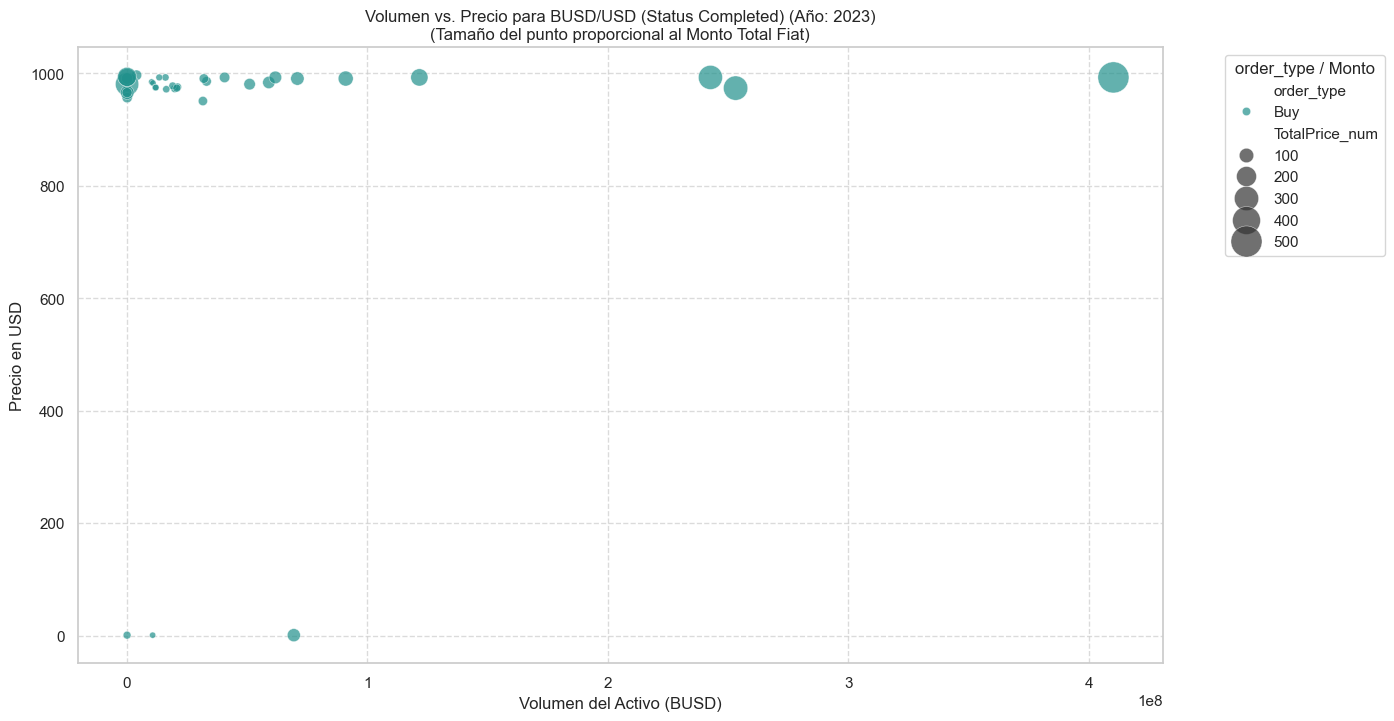 Volumen vs. Precio para BUSD/USD (Status Completed) (Año: 2023)
(Tamaño del punto proporcional al Monto Total Fiat)
Precio en USD
1000
800
600
400
200
0
0
1
2
3
4
1e8
Volumen del Activo (BUSD)
order_type / Monto
order_type
Buy
TotalPrice_num
100
200
300
400
500